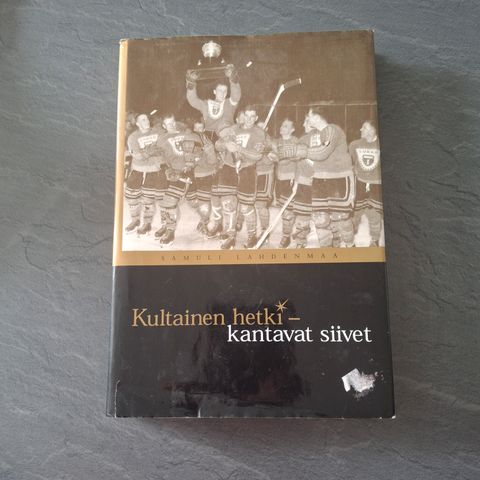 SAMULI LAHDENMAA
Kultainen hetki –
kantavat siivet